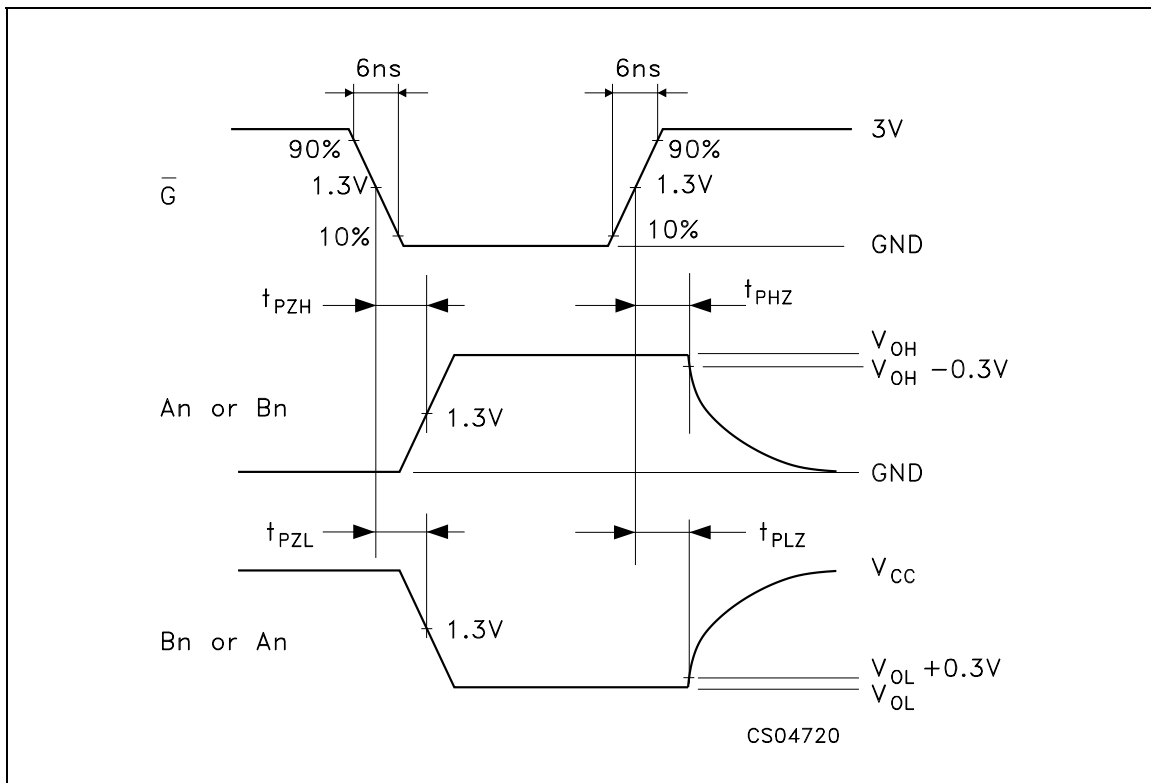 6ns 6ns
3V
90% 90%
G̅ 1.3V 1.3V
10% 10%
GND
tPZH tPHZ
VOH
VOH −0.3V
An or Bn 1.3V
GND
tPZL tPLZ
VCC
Bn or An 1.3V
VOL +0.3V
VOL
CS04720